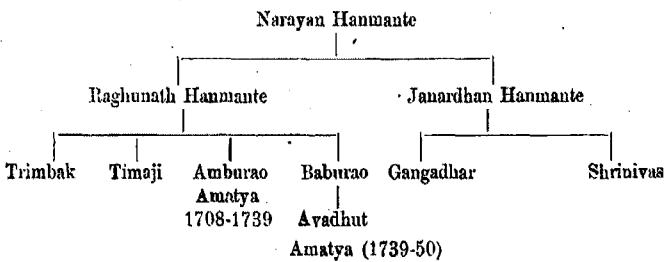 Narayan Hanmante
Raghunath Hanmante Janardhan Hanmante
Trimbak Timaji Amburao Baburao Gangadhar Shrinivas
Amatya
1708-1739 Avadhut
Amatya (1739-50)